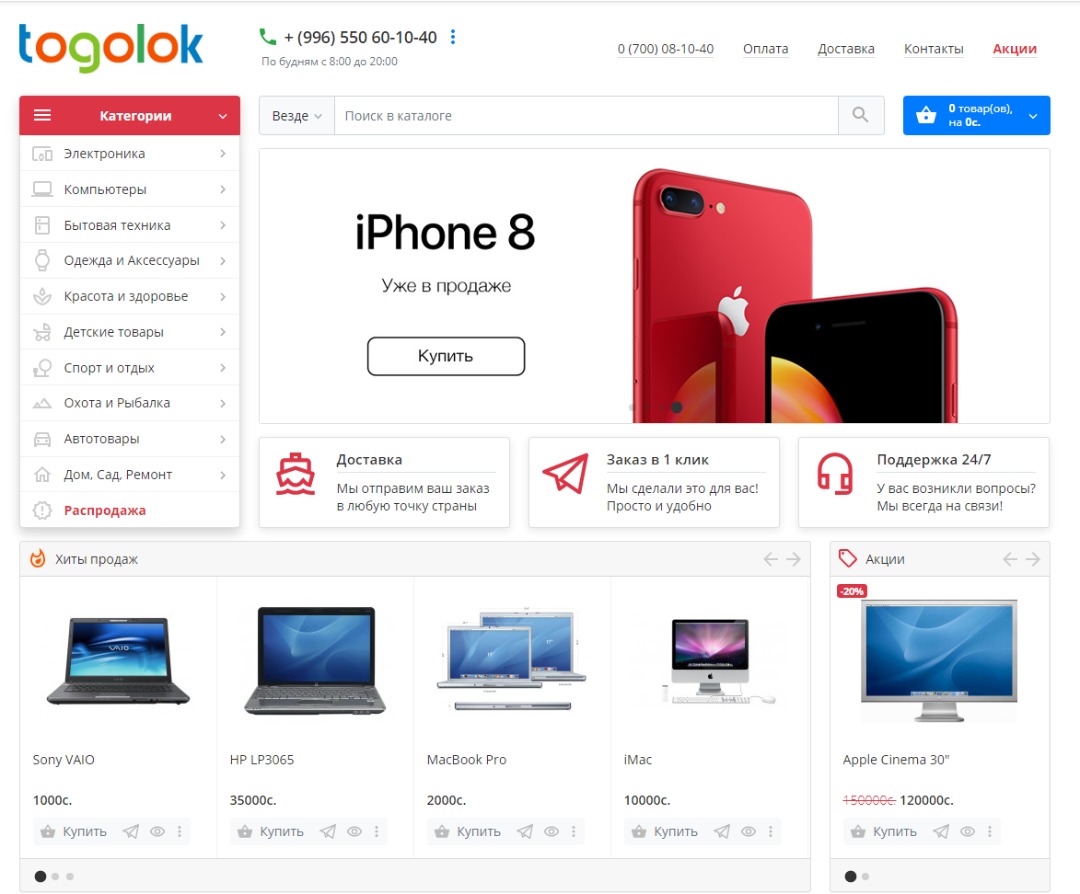 togolok
+ (996) 550 60-10-40
По будням с 8:00 до 20:00
0 (700) 08-10-40
Оплата
Доставка
Контакты
Акции
Категории
Везде
Поиск в каталоге
0 товар(ов),
на 0с.
Электроника
Компьютеры
Бытовая техника
Одежда и Аксессуары
Красота и здоровье
Детские товары
Спорт и отдых
Охота и Рыбалка
Автотовары
Дом, Сад, Ремонт
Распродажа
iPhone 8
Уже в продаже
Купить
Доставка
Мы отправим ваш заказ
в любую точку страны
Заказ в 1 клик
Мы сделали это для вас!
Просто и удобно
Поддержка 24/7
У вас возникли вопросы?
Мы всегда на связи!
Хиты продаж
VAIO
Sony VAIO
1000с.
Купить
HP LP3065
35000с.
Купить
MacBook Pro
2000с.
Купить
iMac
10000с.
Купить
Акции
-20%
Apple Cinema 30"
150000с. 120000с.
Купить